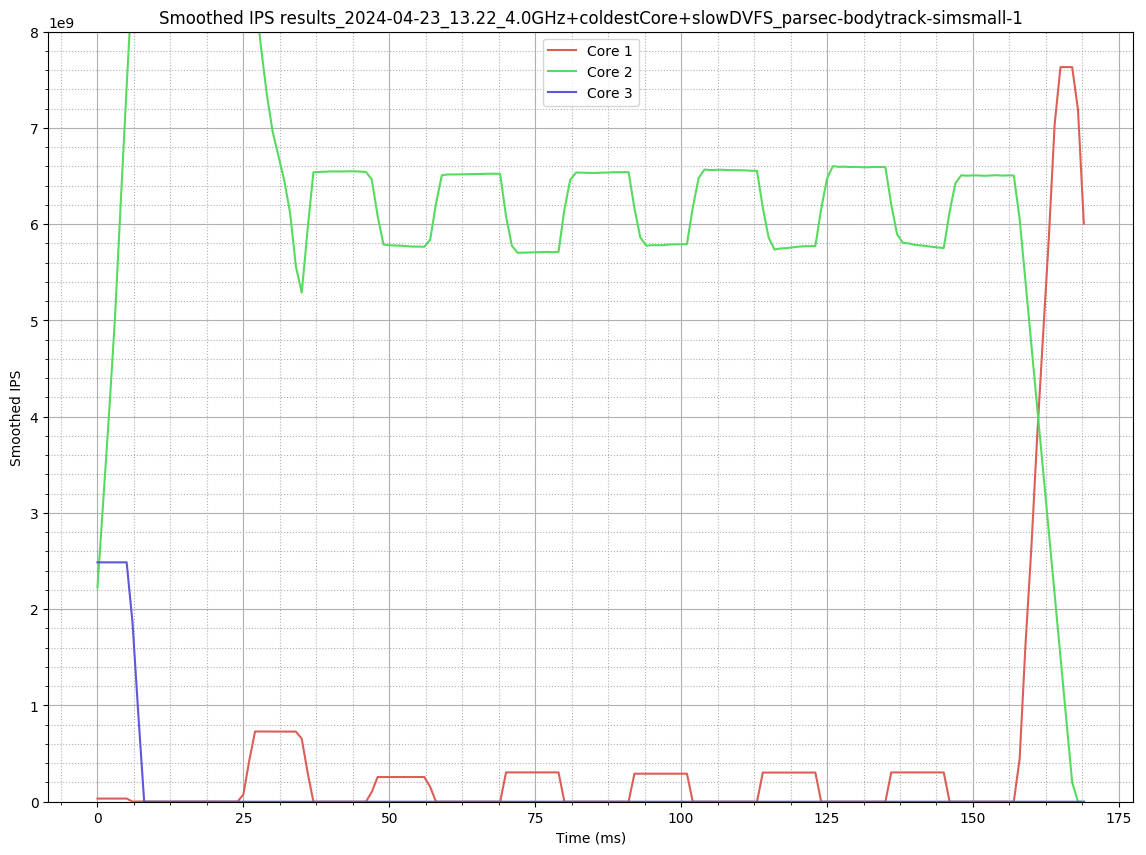 Smoothed IPS results_2024-04-23_13.22_4.0GHz+coldestCore+slowDVFS_parsec-bodytrack-simsmall-1
1e9
Core 1
Core 2
Core 3
8
7
6
5
4
3
2
1
0
Smoothed IPS
0
25
50
75
100
125
150
175
Time (ms)